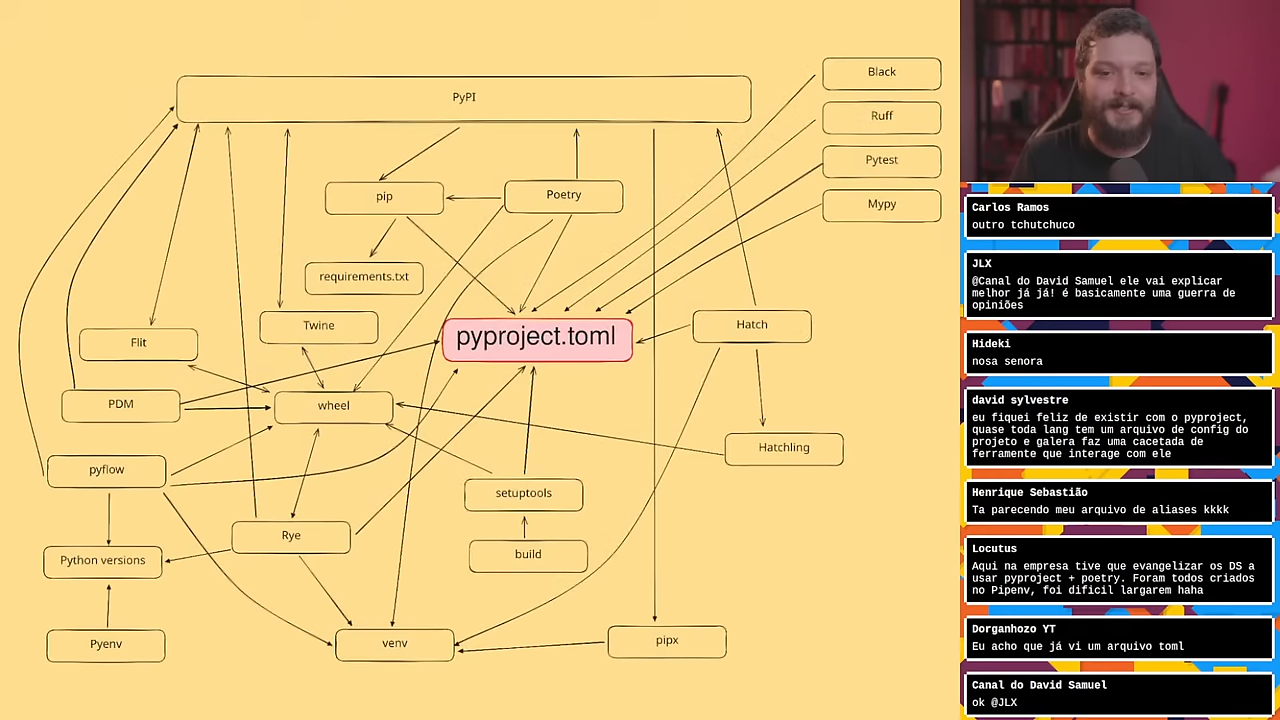 PyPI
Black
Ruff
Pytest
Mypy
pip
Poetry
requirements.txt
Twine
Flit
pyproject.toml
Hatch
PDM
wheel
Hatchling
pyflow
setuptools
Rye
build
Python versions
Pyenv
venv
pipx
Carlos Ramos
outro tchutchuco
JLX
@Canal do David Samuel ele vai explicar
melhor já já! é basicamente uma guerra de
opiniões
Hideki
nosa senora
david sylvestre
eu fiquei feliz de existir com o pyproject,
quase toda lang tem um arquivo de config do
projeto e galera faz uma cacetada de
ferramente que interage com ele
Henrique Sebastião
Ta parecendo meu arquivo de aliases kkkk
Locutus
Aqui na empresa tive que evangelizar os DS a
usar pyproject + poetry. Foram todos criados
no Pipenv, foi dificil largarem haha
Dorganhozo YT
Eu acho que já vi um arquivo toml
Canal do David Samuel
ok @JLX